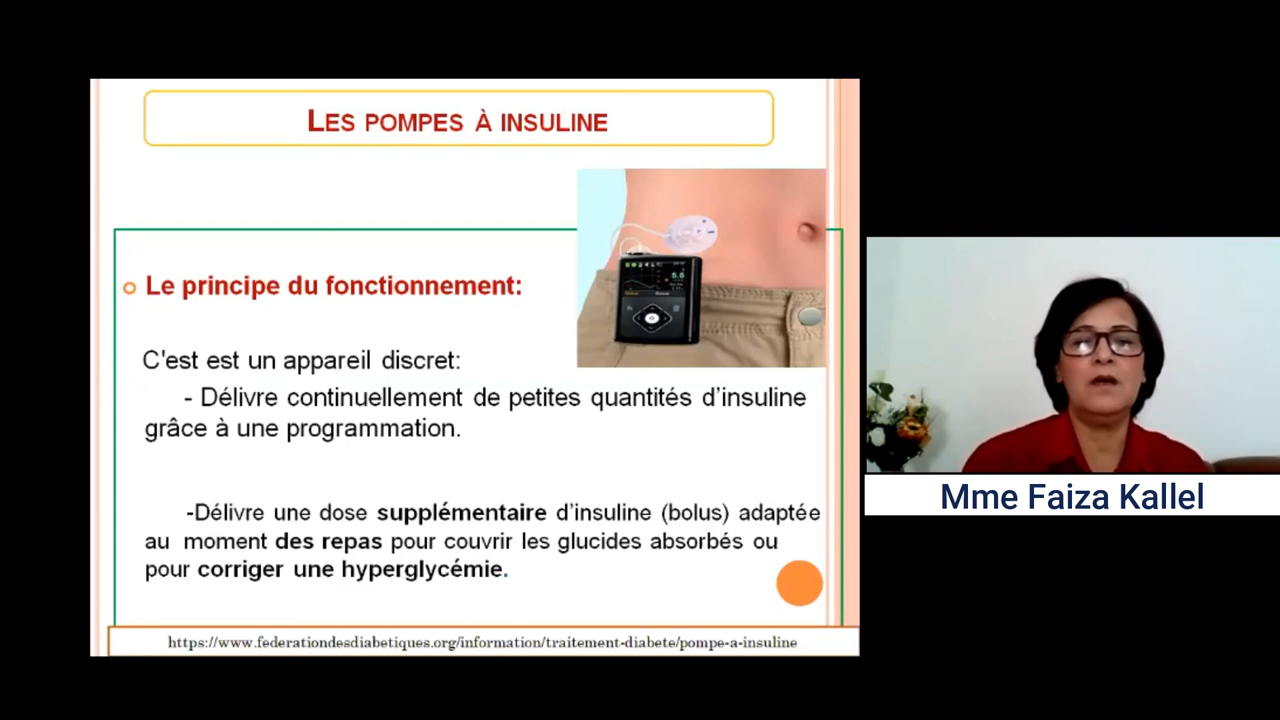 LES POMPES À INSULINE
Le principe du fonctionnement:
C'est est un appareil discret:
- Délivre continuellement de petites quantités d'insuline
grâce à une programmation.
-Délivre une dose supplémentaire d'insuline (bolus) adaptée
au moment des repas pour couvrir les glucides absorbés ou
pour corriger une hyperglycémie.
https://www.federationdesdiabetiques.org/information/traitement-diabete/pompe-a-insuline
Mme Faiza Kallel